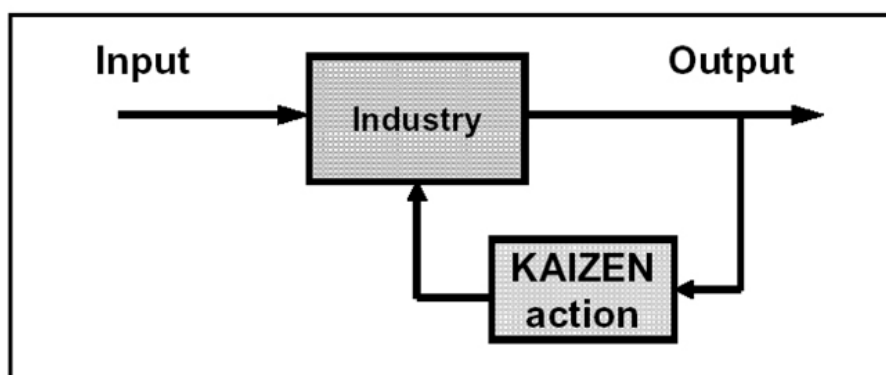 Input
Output
Industry
KAIZEN
action